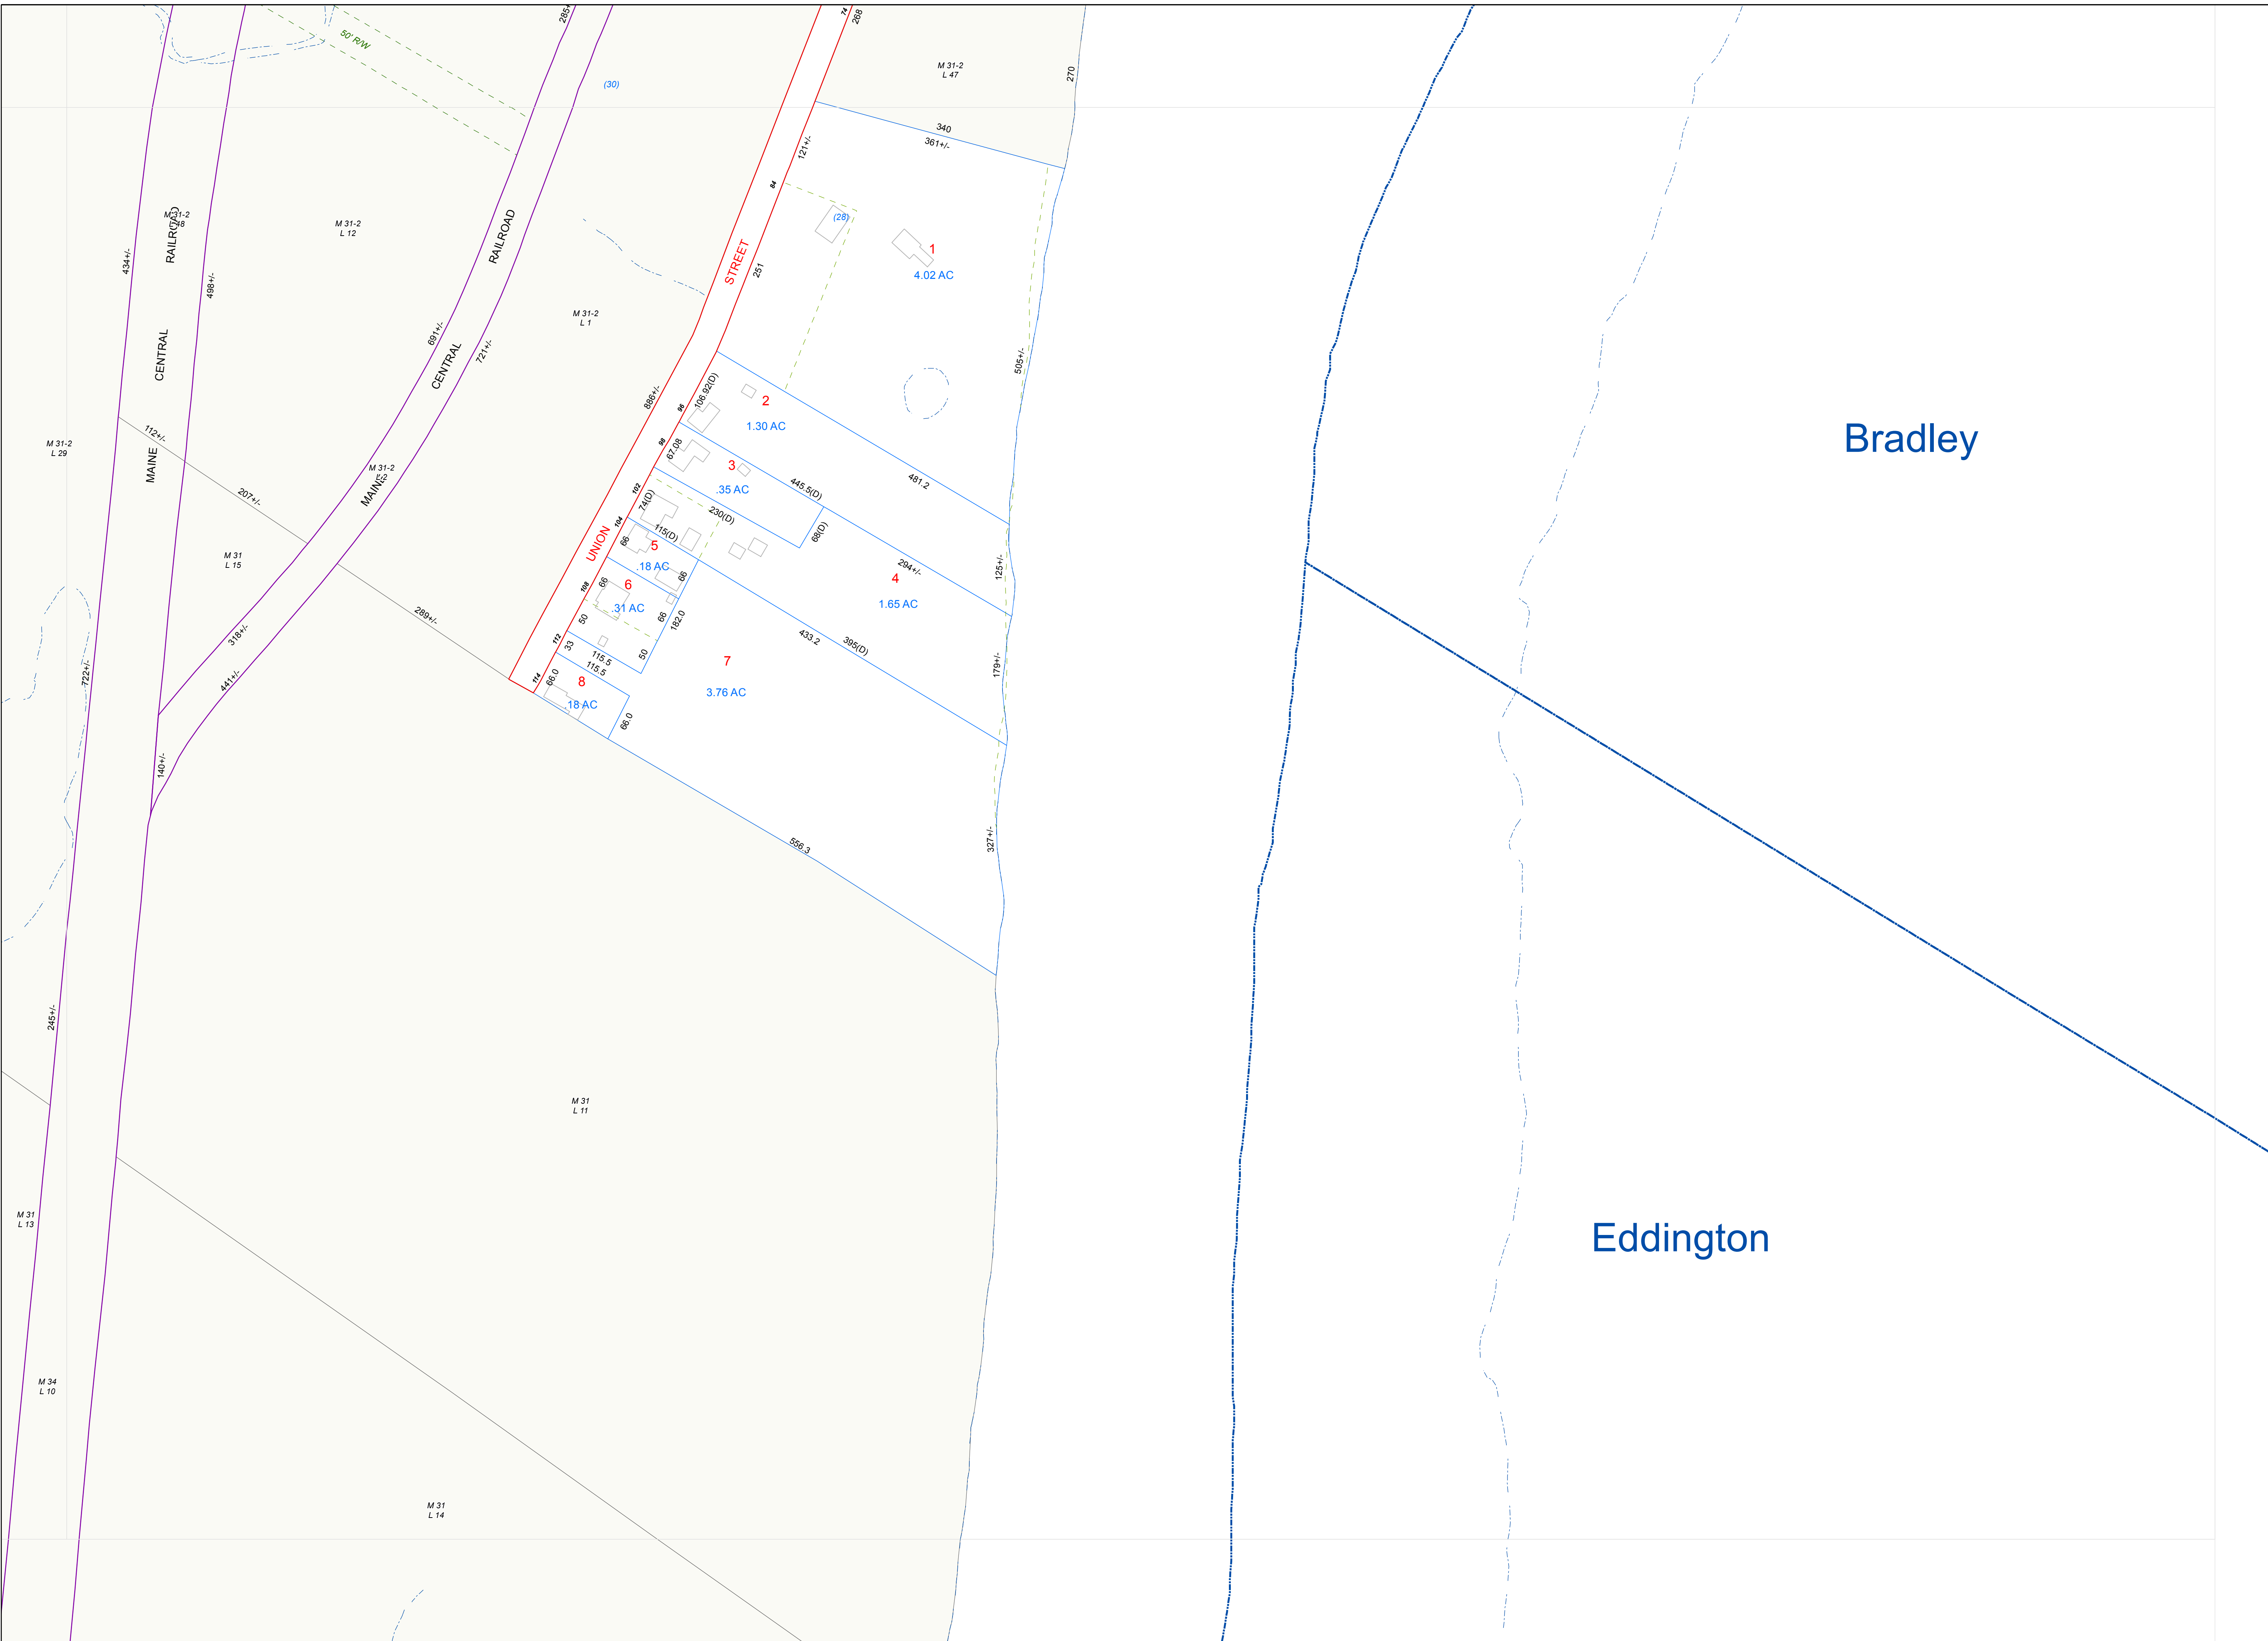 285+
74
268
50' R/W
(30)
M 31-2
L 47
270
340
361+/-
121+/-
84
(28)
1
4.02 AC
M 31-2
RAILROAD
M 31-2
L 12
RAILROAD
STREET
251
434+/-
498+/-
M 31-2
L 1
691+/-
721+/-
CENTRAL
CENTRAL
505+/-
886+/-
106.92(D)
96
2
1.30 AC
Bradley
112+/-
M 31-2
L 29
MAINE
M 31-2
MAINE
98
67.08
3
.35 AC
445.5(D)
481.2
207+/-
102
74(D)
230(D)
68(D)
104
115(D)
66
5
.18 AC
66
UNION
294+/-
4
1.65 AC
125+/-
M 31
L 15
108
66
6
.31 AC
66
182.0
50
50
289+/-
318+/-
441+/-
112
33
115.5
115.5
433.2
395(D)
179+/-
7
3.76 AC
722+/-
114
66.0
8
.18 AC
66.0
140+/-
556.3
327+/-
245+/-
M 31
L 11
M 31
L 13
Eddington
M 34
L 10
M 31
L 14